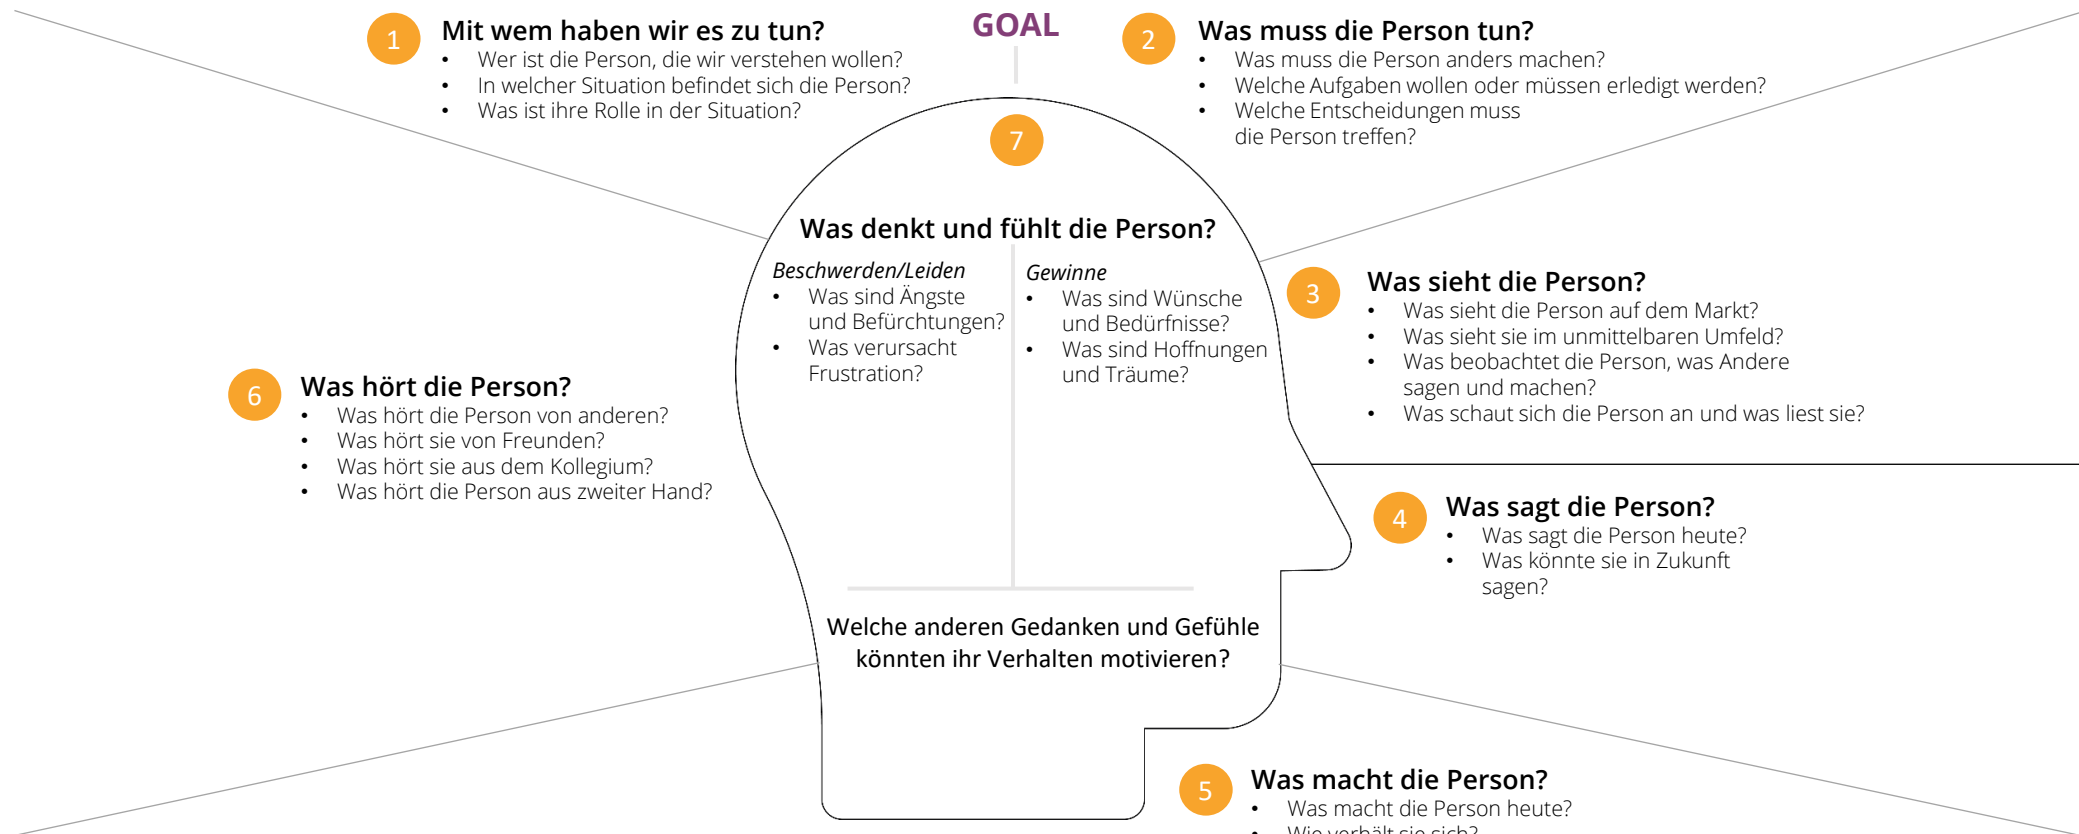 GOAL
1
Mit wem haben wir es zu tun?
• Wer ist die Person, die wir verstehen wollen?
• In welcher Situation befindet sich die Person?
• Was ist ihre Rolle in der Situation?
2
Was muss die Person tun?
• Was muss die Person anders machen?
• Welche Aufgaben wollen oder müssen erledigt werden?
• Welche Entscheidungen muss
die Person treffen?
7
Was denkt und fühlt die Person?
Beschwerden/Leiden
• Was sind Ängste
und Befürchtungen?
• Was verursacht
Frustration?
Gewinne
• Was sind Wünsche
und Bedürfnisse?
• Was sind Hoffnungen
und Träume?
Welche anderen Gedanken und Gefühle
könnten ihr Verhalten motivieren?
3
Was sieht die Person?
• Was sieht die Person auf dem Markt?
• Was sieht sie im unmittelbaren Umfeld?
• Was beobachtet die Person, was Andere
sagen und machen?
• Was schaut sich die Person an und was liest sie?
4
Was sagt die Person?
• Was sagt die Person heute?
• Was könnte sie in Zukunft
sagen?
5
Was macht die Person?
• Was macht die Person heute?
• Wie verhält sie sich?
6
Was hört die Person?
• Was hört die Person von anderen?
• Was hört sie von Freunden?
• Was hört sie aus dem Kollegium?
• Was hört die Person aus zweiter Hand?